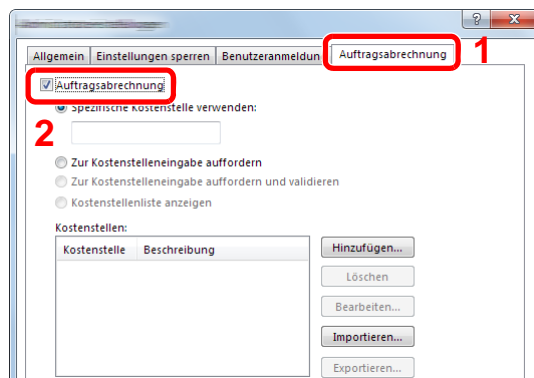 Allgemein Einstellungen sperren Benutzeranmeldun Auftragsabrechnung 1
Auftragsabrechnung
Spezifische Kostenstelle verwenden:
2
Zur Kostenstelleneingabe auffordern
Zur Kostenstelleneingabe auffordern und validieren
Kostenstellenliste anzeigen
Kostenstellen:
Kostenstelle Beschreibung
Hinzufügen...
Löschen
Bearbeiten...
Importieren...
Exportieren...